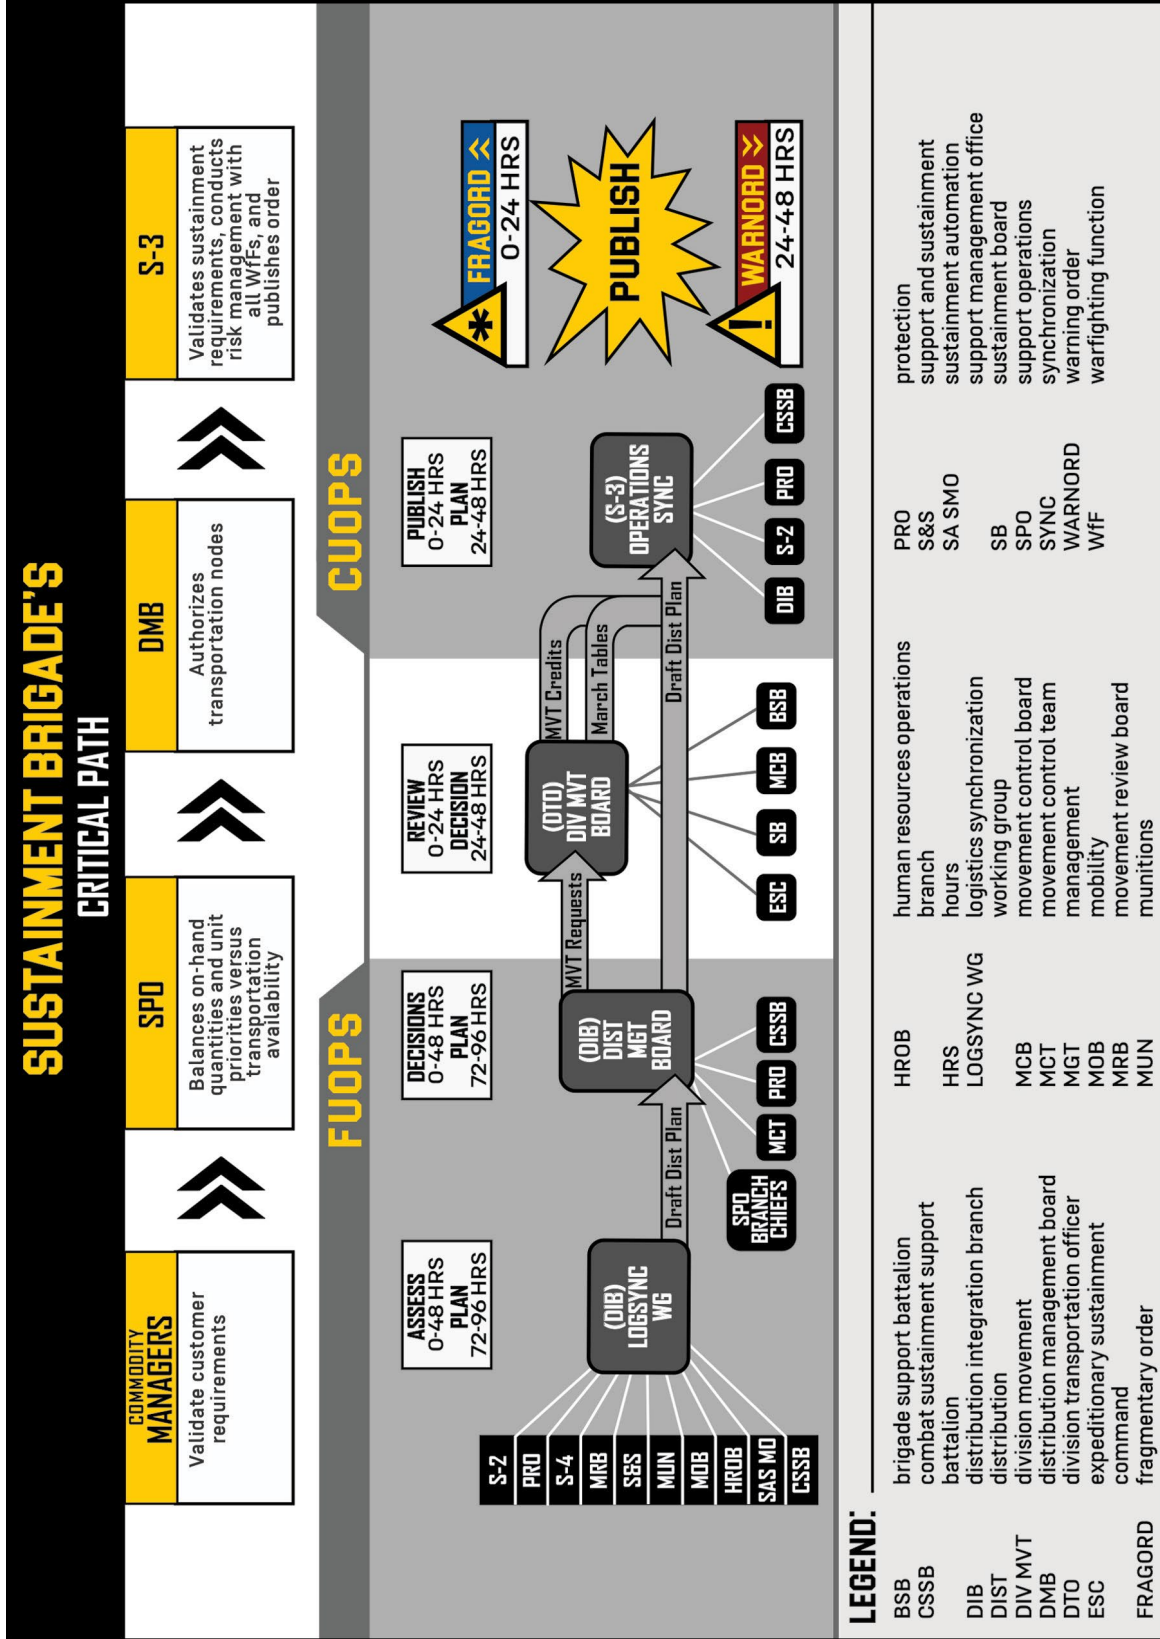 SUSTAINMENT BRIGADE'S
CRITICAL PATH
COMMODITY
MANAGERS
Validate customer
requirements
SPO
Balances on-hand
quantities and unit
priorities versus
transportation
availability
DMB
Authorizes
transportation nodes
S-3
Validates sustainment
requirements, conducts
risk management with
all WfFs, and
publishes order
FUOPS
CUOPS
ASSESS
0-48 HRS
PLAN
72-96 HRS
DECISIONS
0-48 HRS
PLAN
72-96 HRS
REVIEW
0-24 HRS
DECISION
24-48 HRS
PUBLISH
0-24 HRS
PLAN
24-48 HRS
S-2
PRO
S-4
MRB
S&S
MUN
MOB
HROB
SAS MO
CSSB
(DIB)
LOGSYNC
WG
Draft Dist Plan
(DIB)
DIST
MGT
BOARD
SPO
BRANCH
CHIEFS
MCT
PRO
CSSB
MVT Requests
(DTO)
DIV MVT
BOARD
ESC
SB
MCB
BSB
MVT Credits
March Tables
Draft Dist Plan
(S-3)
OPERATIONS
SYNC
DIB
S-2
PRO
CSSB
*
FRAGORD
0-24 HRS
PUBLISH
!
WARNORD
24-48 HRS
LEGEND:
BSB brigade support battalion
CSSB combat sustainment support
battalion
DIB distribution integration branch
DIST distribution
DIV MVT division movement
DMB distribution management board
DTO division transportation officer
ESC expeditionary sustainment
command
FRAGORD fragmentary order
HROB human resources operations
branch
HRS hours
LOGSYNC WG logistics synchronization
working group
MCB movement control board
MCT movement control team
MGT management
MOB mobility
MRB movement review board
MUN munitions
PRO protection
S&S support and sustainment
SA SMO sustainment automation
support management office
SB sustainment board
SPO support operations
SYNC synchronization
WARNORD warning order
WfF warfighting function